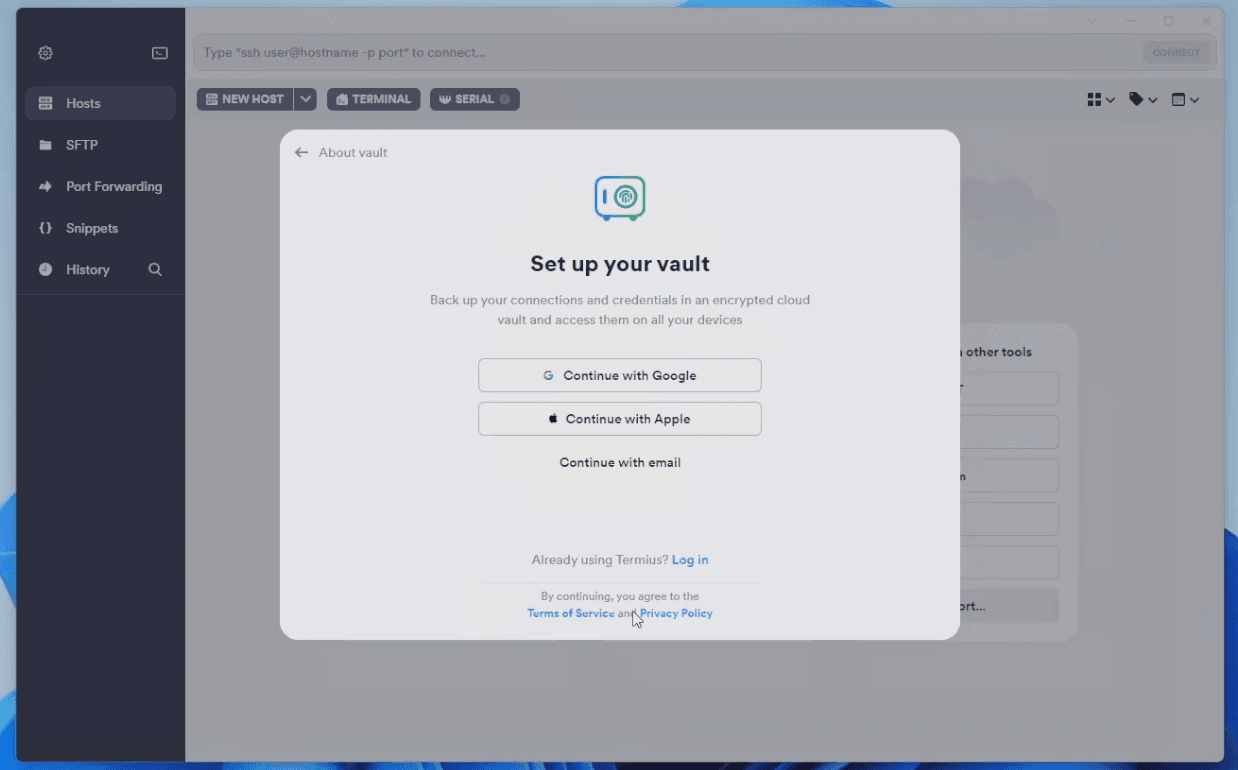 Type "ssh user@hostname -p port" to connect...
CONNECT
Hosts
SFTP
Port Forwarding
Snippets
History
NEW HOST
TERMINAL
SERIAL
About vault
Set up your vault
Back up your connections and credentials in an encrypted cloud
vault and access them on all your devices
Continue with Google
Continue with Apple
Continue with email
Already using Termius? Log in
By continuing, you agree to the
Terms of Service and Privacy Policy
other tools